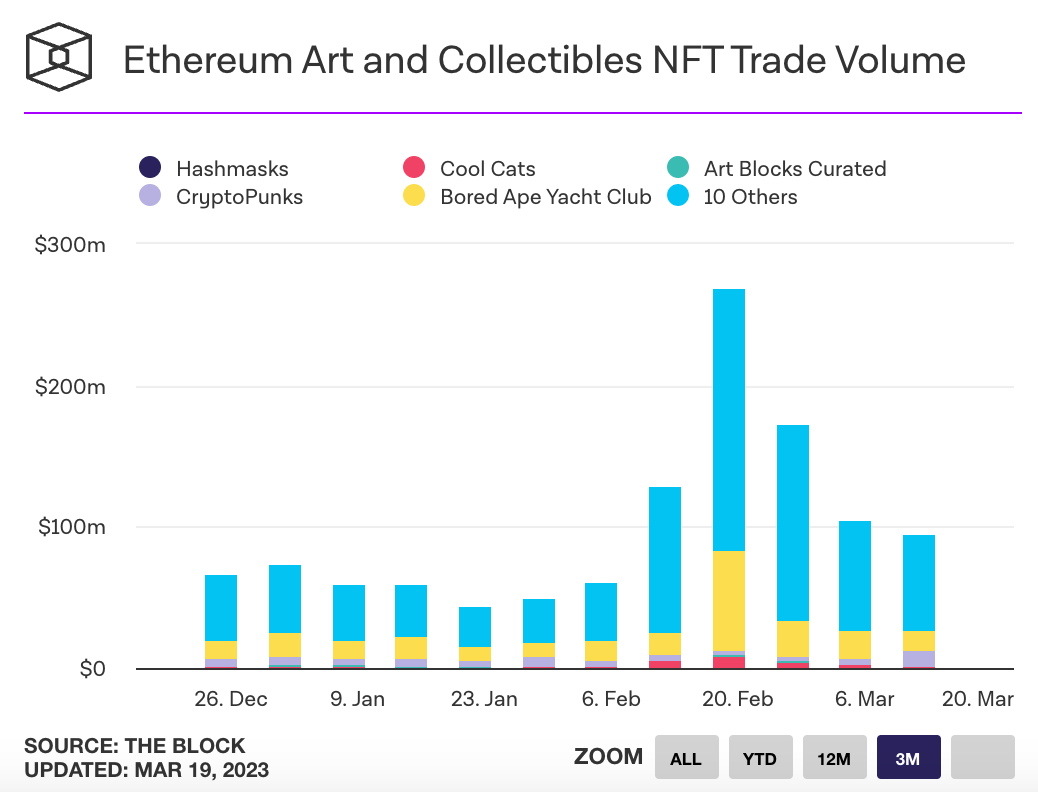 Ethereum Art and Collectibles NFT Trade Volume
Hashmasks Cool Cats Art Blocks Curated
CryptoPunks Bored Ape Yacht Club 10 Others
$300m
$200m
$100m
$0
26. Dec 9. Jan 23. Jan 6. Feb 20. Feb 6. Mar 20. Mar
SOURCE: THE BLOCK
UPDATED: MAR 19, 2023
ZOOM ALL YTD 12M 3M